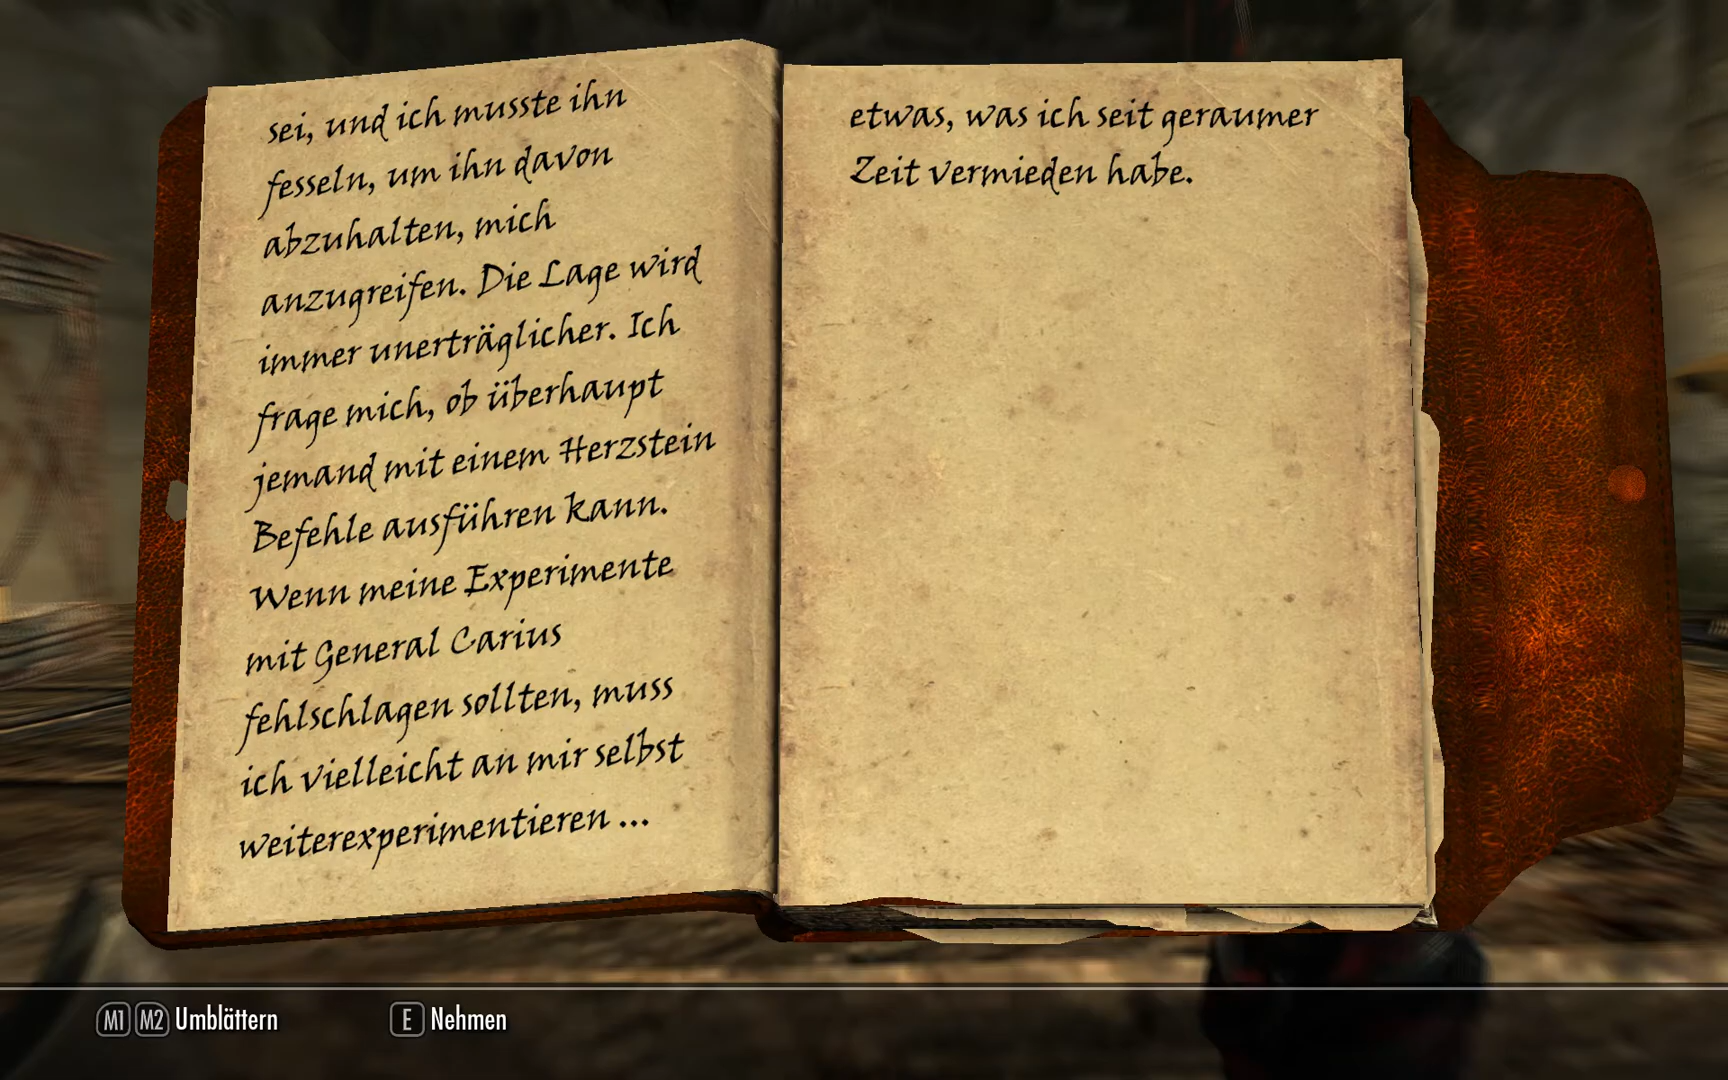 sei, und ich musste ihn
fesseln, um ihn davon
abzuhalten, mich
anzugreifen. Die Lage wird
immer unerträglicher. Ich
frage mich, ob überhaupt
jemand mit einem Herzstein
Befehle ausführen kann.
Wenn meine Experimente
mit General Carius
fehlschlagen sollten, muss
ich vielleicht an mir selbst
weiterexperimentieren ...
etwas, was ich seit geraumer
Zeit vermieden habe.
M1 M2 Umblättern E Nehmen